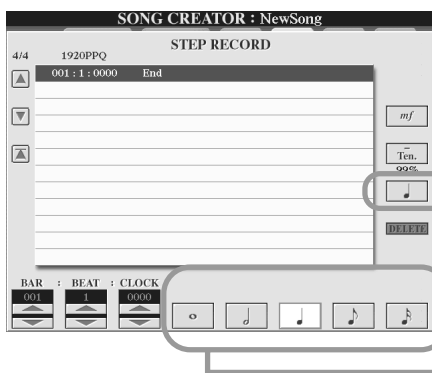 SONG CREATOR : NewSong
STEP RECORD
4/4 1920PPQ
001 : 1 : 0000 End
mf
Ten.
99%
DELETE
BAR : BEAT : CLOCK
001 1 0000